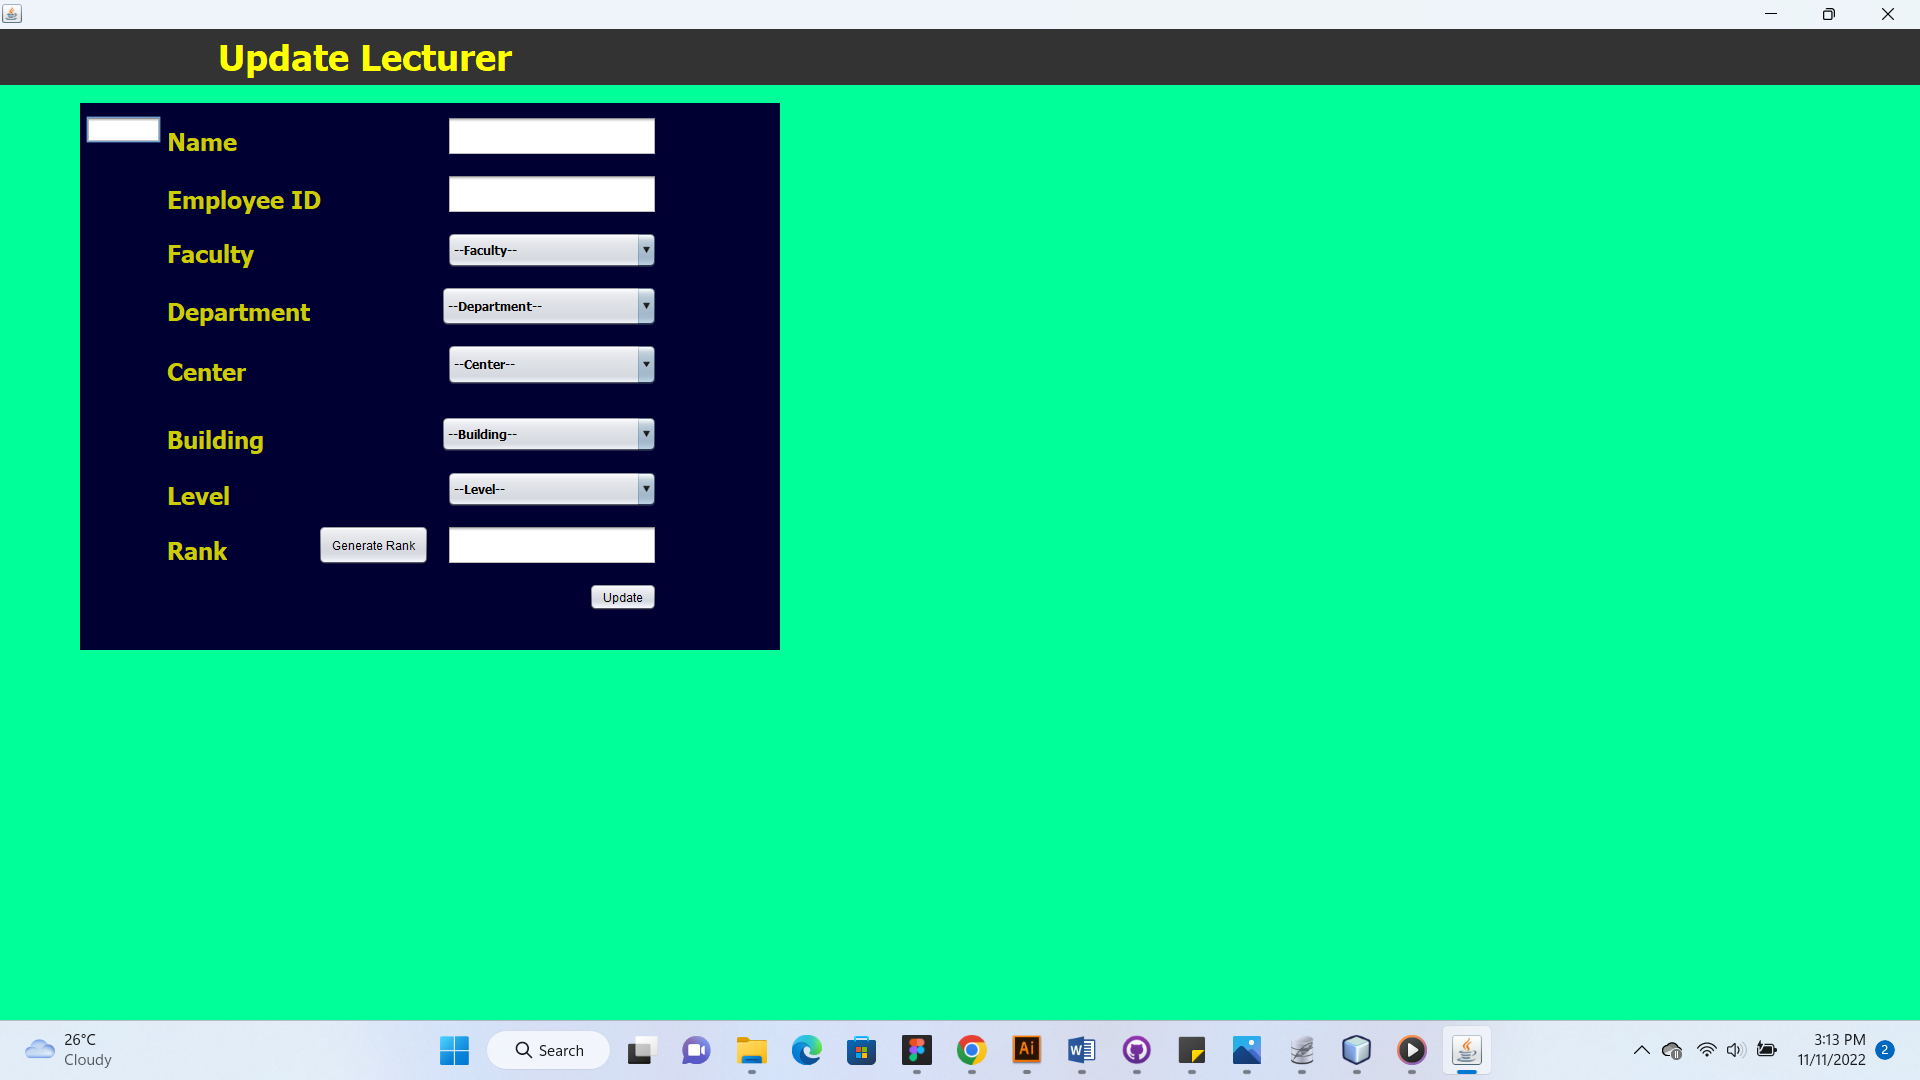 Update Lecturer
Name
Employee ID
Faculty --Faculty--
Department --Department--
Center --Center--
Building --Building--
Level --Level--
Rank Generate Rank
Update
26°C
Cloudy
Search
Ai
W
3:13 PM
11/11/2022
2